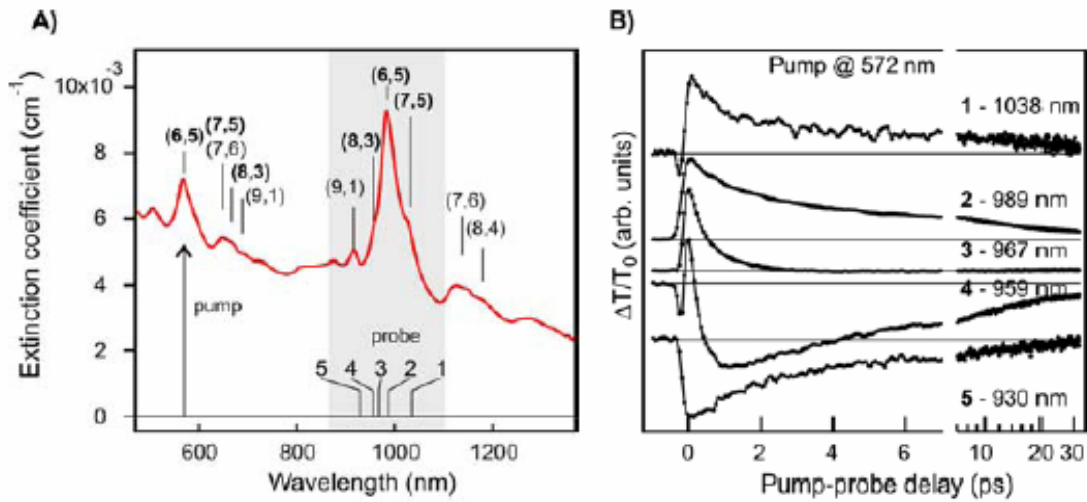 A)
Extinction coefficient (cm⁻¹)
10x10⁻³
8
6
4
2
0
(6,5)
(7,5)
(7,6)
(8,3)
(9,1)
pump
(6,5)
(7,5)
(8,3)
(9,1)
(7,6)
(8,4)
probe
5 4 3 2 1
600 800 1000 1200
Wavelength (nm)
B)
ΔT/T₀ (arb. units)
Pump @ 572 nm
1 - 1038 nm
2 - 989 nm
3 - 967 nm
4 - 959 nm
5 - 930 nm
0 2 4 6 10 20 30
Pump-probe delay (ps)